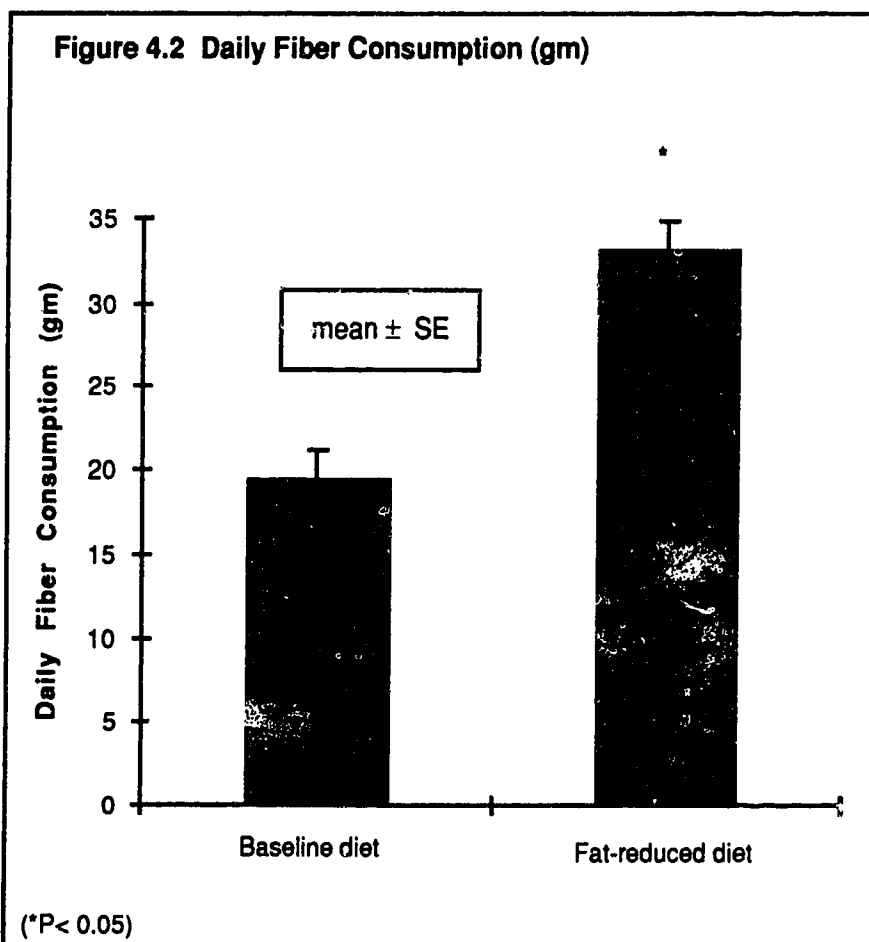 Figure 4.2 Daily Fiber Consumption (gm)
*
35
30
25
20
15
10
5
0
Daily Fiber Consumption (gm)
mean ± SE
Baseline diet
Fat-reduced diet
(*P< 0.05)